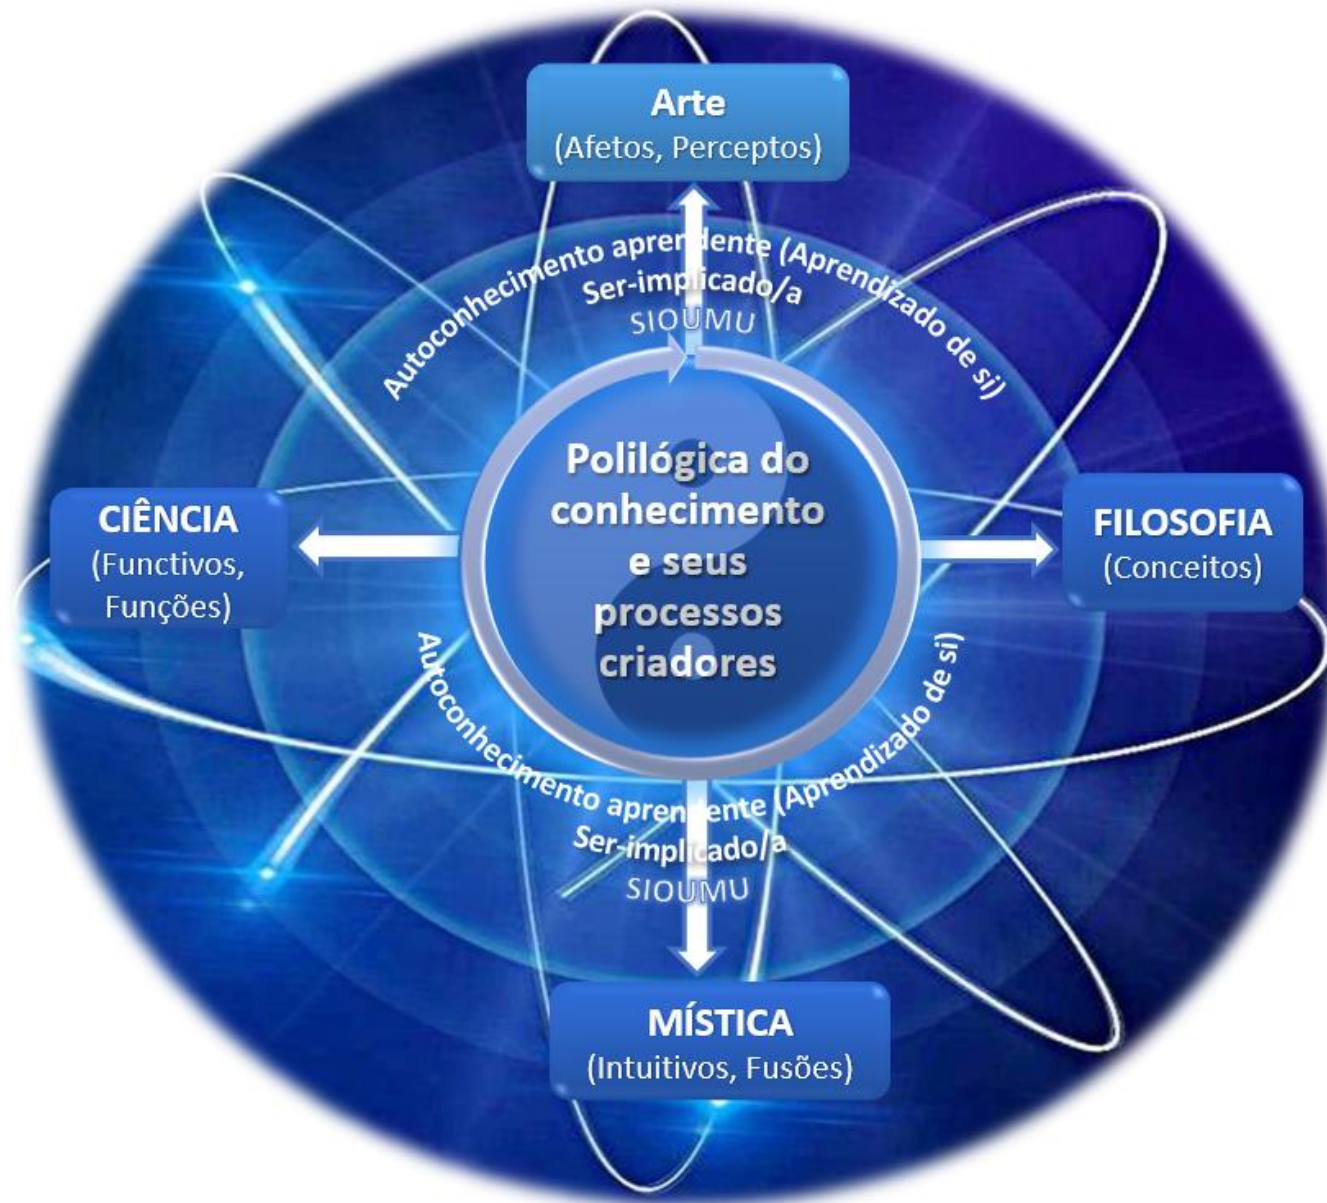 Arte
(Afetos, Perceptos)
Autoconhecimento aprendente (Aprendizado de si)
Ser-implicado/a
SIOUMU
Polilógica do
conhecimento
e seus
processos
criadores
CIÊNCIA
(Functivos,
Funções)
FILOSOFIA
(Conceitos)
Autoconhecimento aprendente (Aprendizado de si)
Ser-implicado/a
SIOUMU
MÍSTICA
(Intuitivos, Fusões)